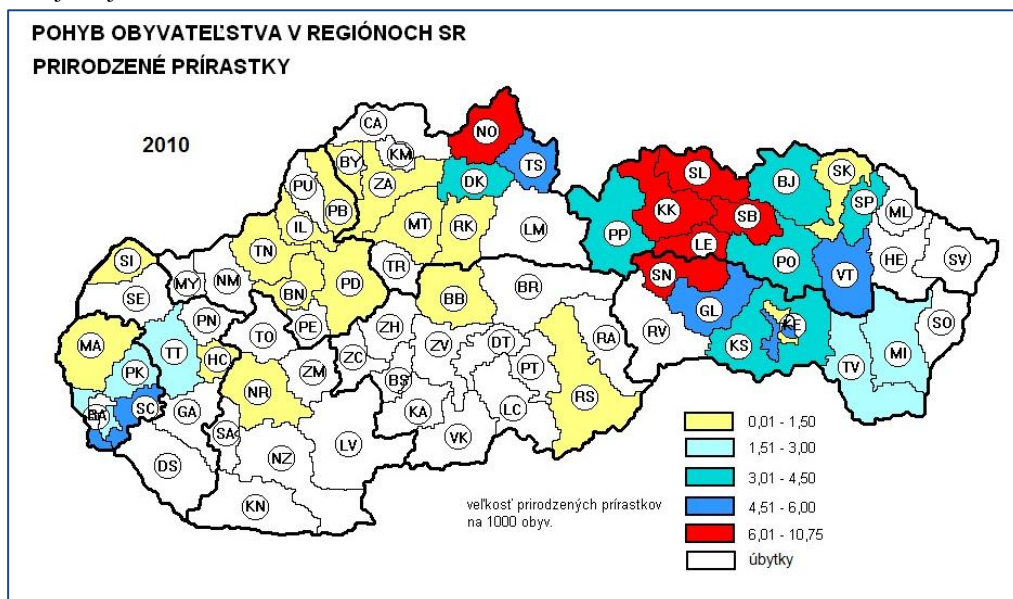 POHYB OBYVATEĽSTVA V REGIÓNOCH SR
PRIRODZENÉ PRÍRASTKY
2010
CA
NO
KM
BY
TS
ZA
DK
PU
PB
IL
MT
RK
LM
TN
SL
BJ
SK
KK
SB
SP
ML
PP
LE
PO
VT
HE
SV
SI
SE
MY
NM
BN
PD
TR
BB
BR
SN
GL
KE
SO
MA
PN
TO
PE
ZH
ZV
DT
RA
RV
KS
TV
MI
PK
TT
HC
ZM
ZC
PT
BA
SC
GA
NR
BS
KA
LC
RS
SA
NZ
LV
VK
DS
KN
veľkosť prirodzených prírastkov
na 1000 obyv.
0,01 - 1,50
1,51 - 3,00
3,01 - 4,50
4,51 - 6,00
6,01 - 10,75
úbytky